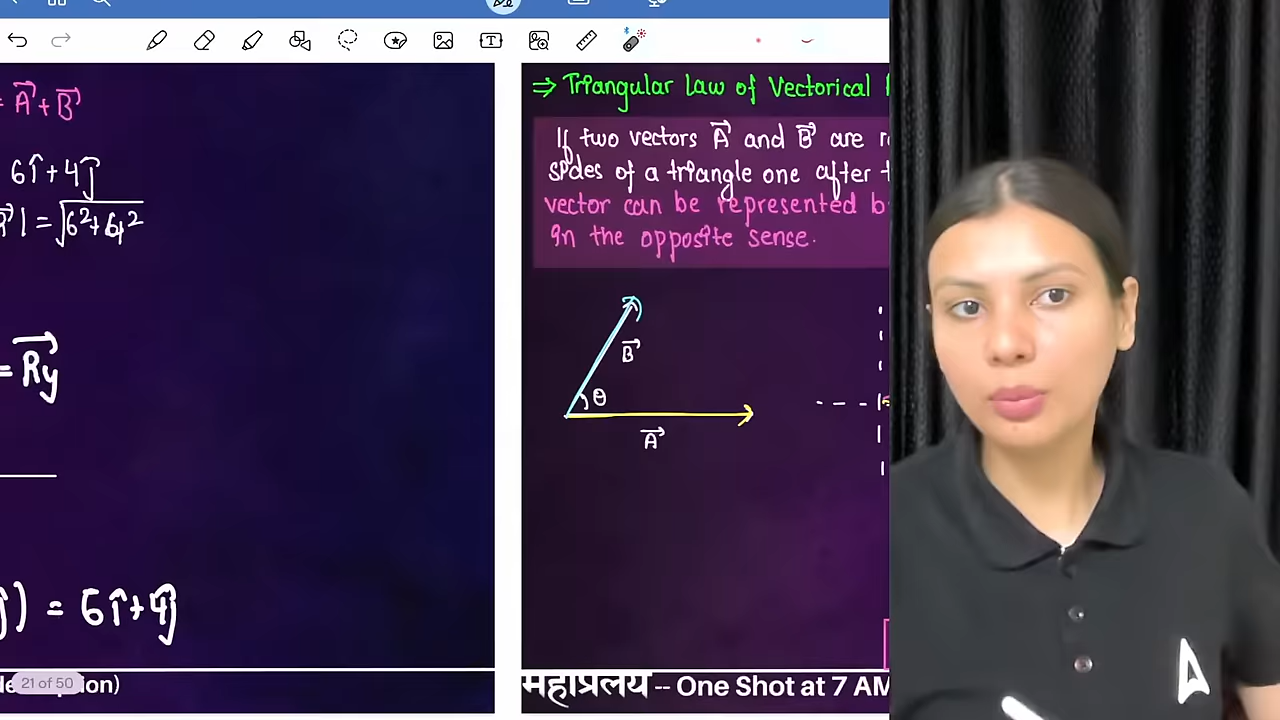 = A⃗ + B⃗
6î + 4ĵ
| = √6² + 4²
= R⃗y
) = 6î + 4ĵ
21 of 50
ion)
⇒ Triangular Law of Vectorical
If two vectors A⃗ and B⃗ are
sides of a triangle one after
vector can be represented b
in the opposite sense.
B⃗
θ
A⃗
महाप्रलय -- One Shot at 7 AM